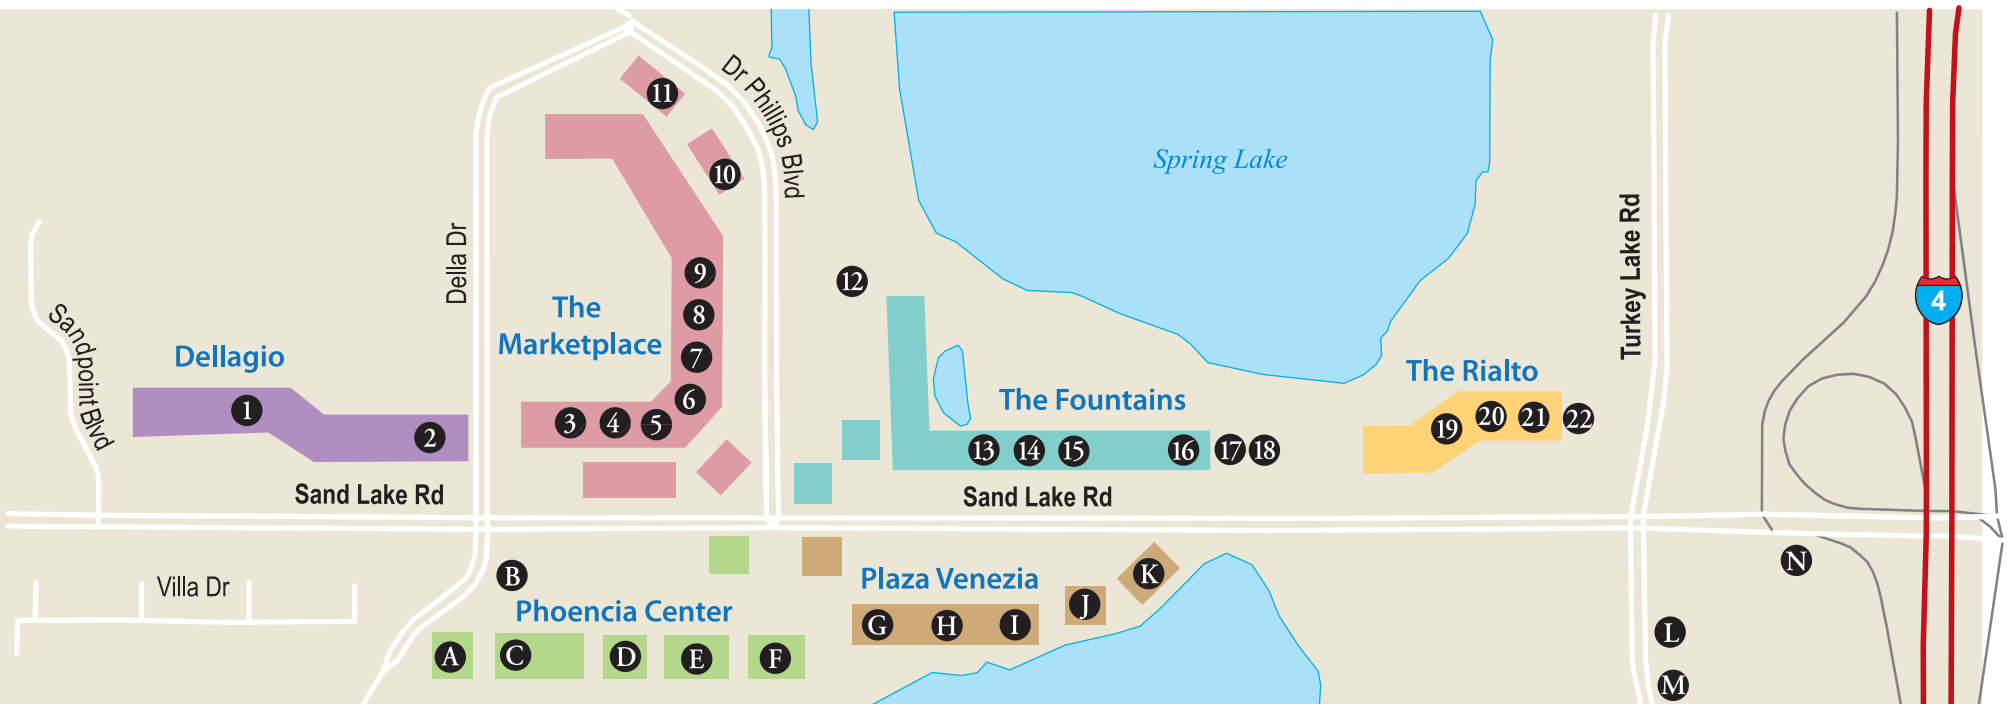 Dr Phillips Blvd
11
10
Spring Lake
Della Dr
Turkey Lake Rd
Sandpoint Blvd
9
12
The
Marketplace
8
7
4
Dellagio
1
2
6
3
4
5
The Fountains
13
14
15
16
17
18
The Rialto
19
20
21
22
Sand Lake Rd
Sand Lake Rd
Villa Dr
B
Phoencia Center
A
C
D
E
F
Plaza Venezia
G
H
I
J
K
N
L
M